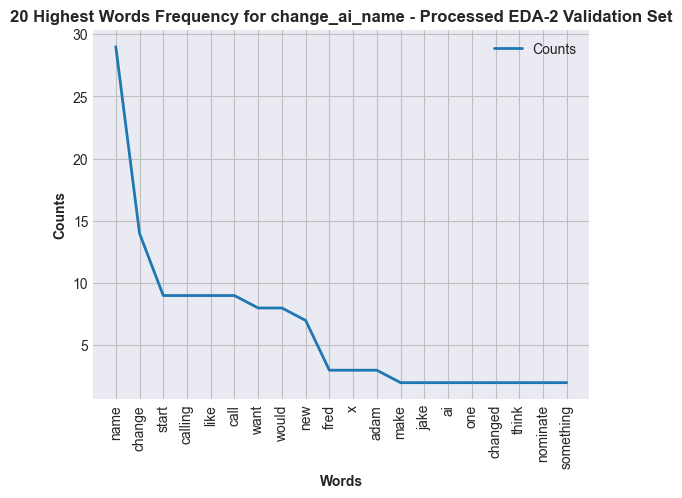 20 Highest Words Frequency for change_ai_name - Processed EDA-2 Validation Set
Counts
30
25
20
15
10
5
Counts
name
change
start
calling
like
call
want
would
new
fred
x
adam
make
jake
ai
one
changed
think
nominate
something
Words